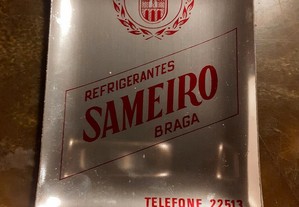 REFRIGERANTES
SAMEIRO
BRAGA
TELEFONE 22513